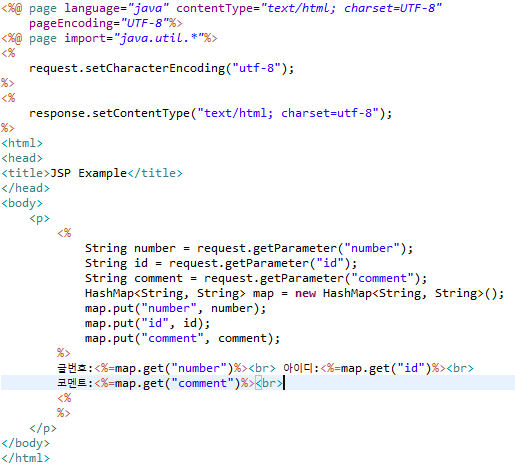 <%@ page language="java" contentType="text/html; charset=UTF-8"
    pageEncoding="UTF-8"%>
<%@ page import="java.util.*"%>
<%
    request.setCharacterEncoding("utf-8");
%>
<%
    response.setContentType("text/html; charset=utf-8");
%>
<html>
<head>
<title>JSP Example</title>
</head>
<body>
    <p>
        <%
            String number = request.getParameter("number");
            String id = request.getParameter("id");
            String comment = request.getParameter("comment");
            HashMap<String, String> map = new HashMap<String, String>();
            map.put("number", number);
            map.put("id", id);
            map.put("comment", comment);
        %>
        글번호:<%=map.get("number")%><br> 아이디:<%=map.get("id")%><br>
        코멘트:<%=map.get("comment")%><br>
        <%
        %>
    </p>
</body>
</html>